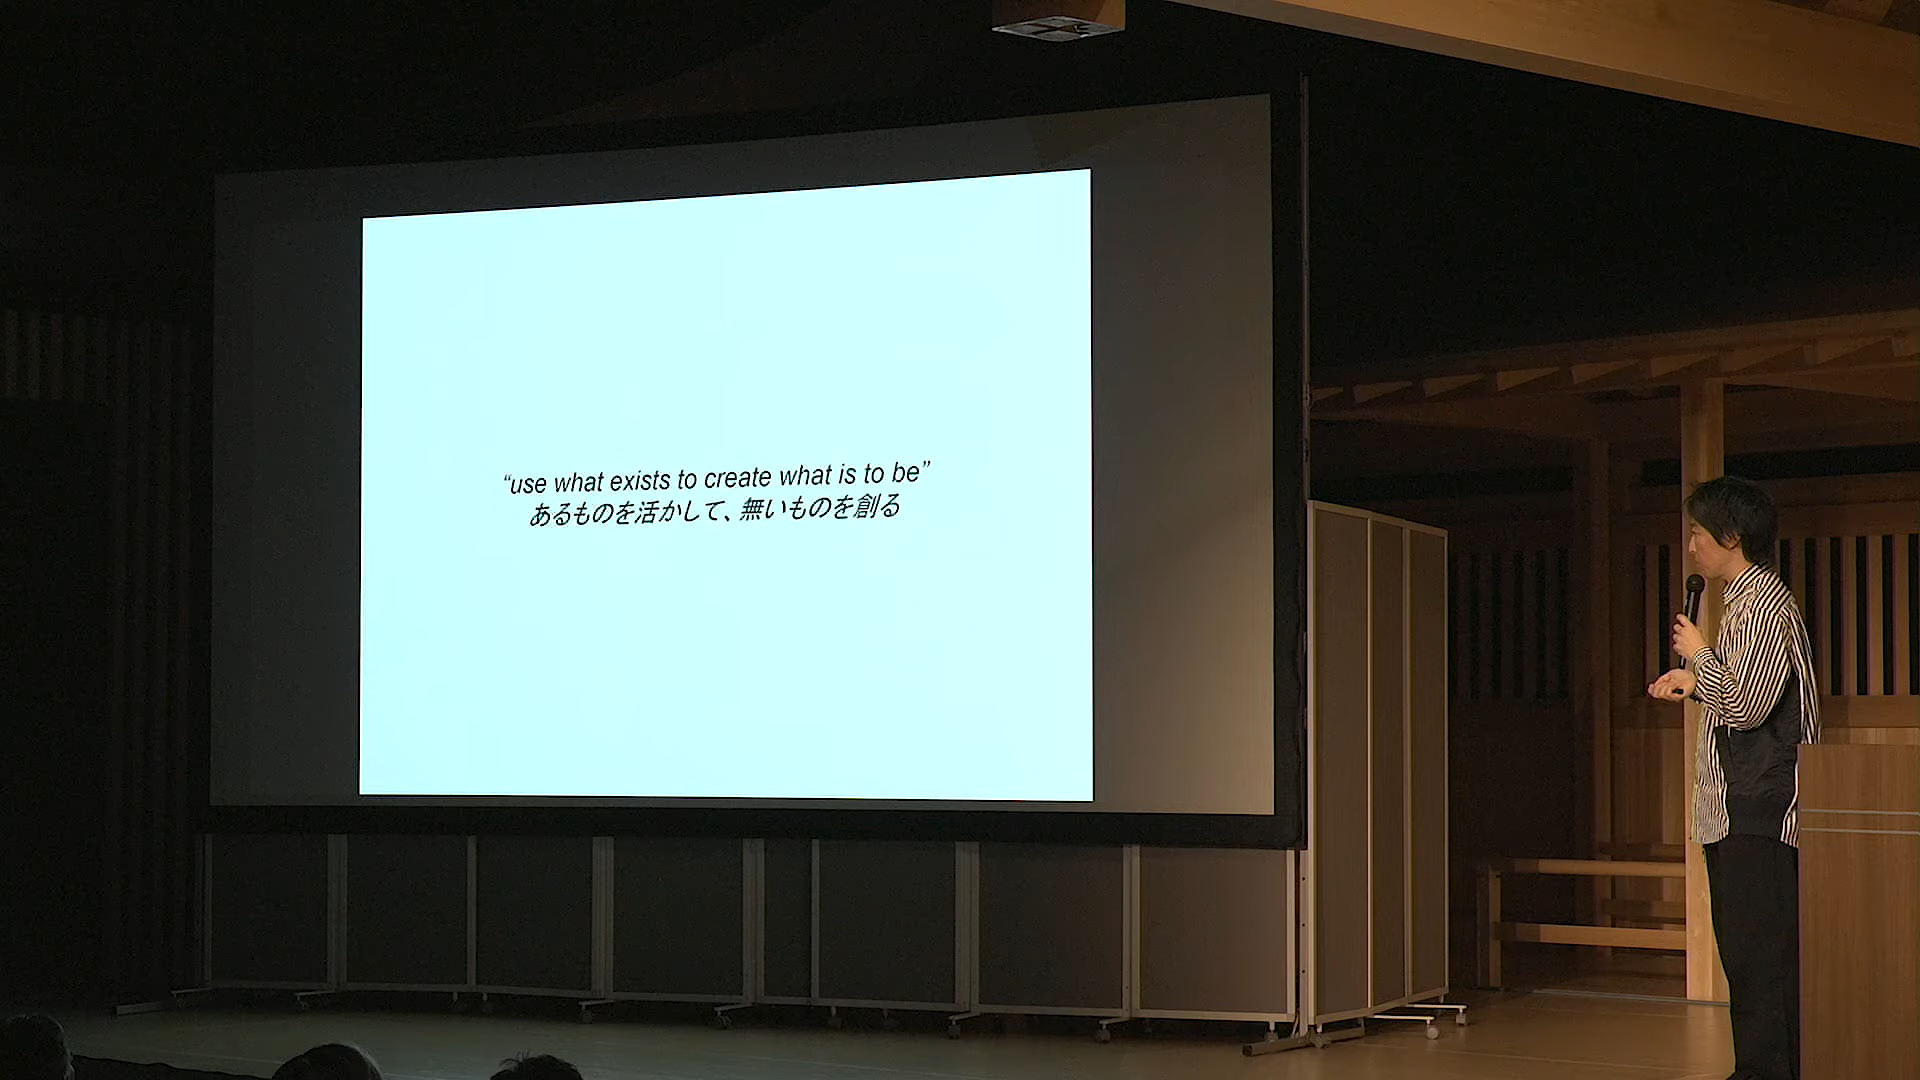 “use what exists to create what is to be”
あるものを活かして、無いものを創る